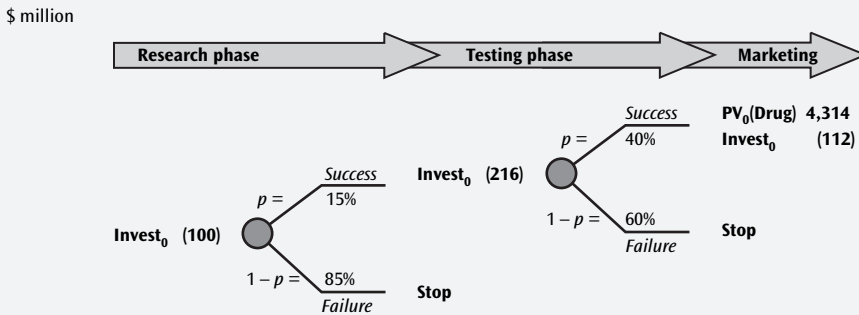 $ million
Research phase
Testing phase
Marketing
Success
PV₀(Drug) 4,314
p =
40%
Invest₀ (112)
Success
Invest₀ (216)
p =
15%
1 – p =
60%
Stop
Failure
Invest₀ (100)
1 – p =
85%
Stop
Failure